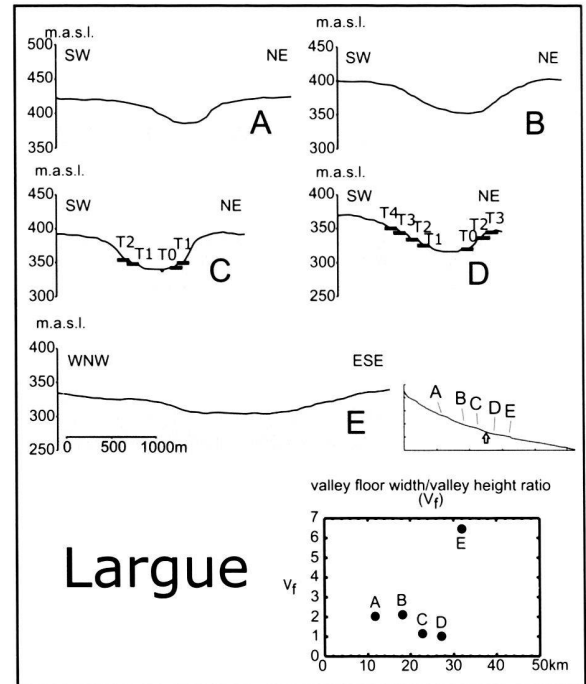 m.a.s.l.
500
SW NE
450
400
350
A
m.a.s.l.
450
SW NE
400
350
300
B
m.a.s.l.
450
SW NE
400
350
300
T2
T1
T0
T1
C
m.a.s.l.
400
SW NE
350
300
250
T4
T3
T2
T1
T0
T2
T3
D
m.a.s.l.
400
WNW ESE
350
300
250
0 500 1000m
E
A
B
C
D
E
valley floor width/valley height ratio
(Vf)
7
6
5
4
3
2
1
0
Vf
A
B
C
D
E
0 10 20 30 40 50km
Largue